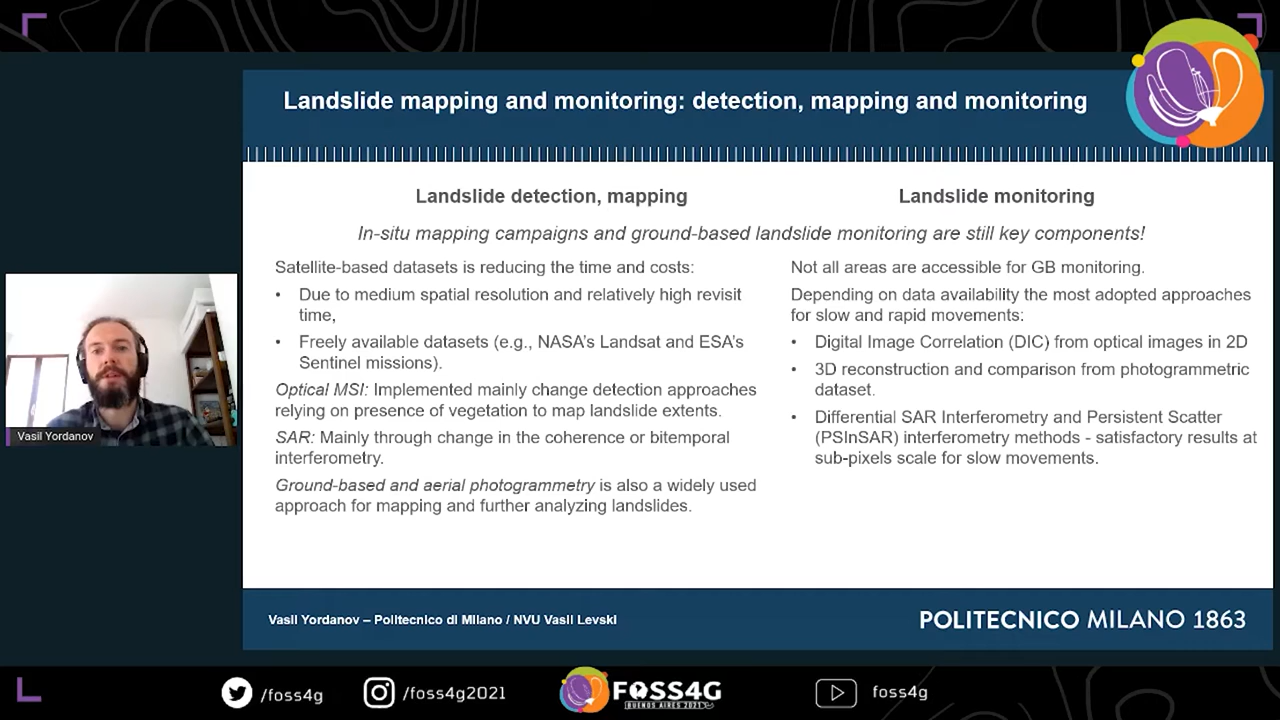 Landslide mapping and monitoring: detection, mapping and monitoring
Landslide detection, mapping
Landslide monitoring
In-situ mapping campaigns and ground-based landslide monitoring are still key components!
Satellite-based datasets is reducing the time and costs:
• Due to medium spatial resolution and relatively high revisit
time,
• Freely available datasets (e.g., NASA's Landsat and ESA's
Sentinel missions).
Optical MSI: Implemented mainly change detection approaches
relying on presence of vegetation to map landslide extents.
SAR: Mainly through change in the coherence or bitemporal
interferometry.
Ground-based and aerial photogrammetry is also a widely used
approach for mapping and further analyzing landslides.
Not all areas are accessible for GB monitoring.
Depending on data availability the most adopted approaches
for slow and rapid movements:
• Digital Image Correlation (DIC) from optical images in 2D
• 3D reconstruction and comparison from photogrammetric
dataset.
• Differential SAR Interferometry and Persistent Scatter
(PSInSAR) interferometry methods - satisfactory results at
sub-pixels scale for slow movements.
Vasil Yordanov
Vasil Yordanov – Politecnico di Milano / NVU Vasil Levski
POLITECNICO MILANO 1863
/foss4g
/foss4g2021
FOSS4G
BUENOS AIRES 2021
foss4g